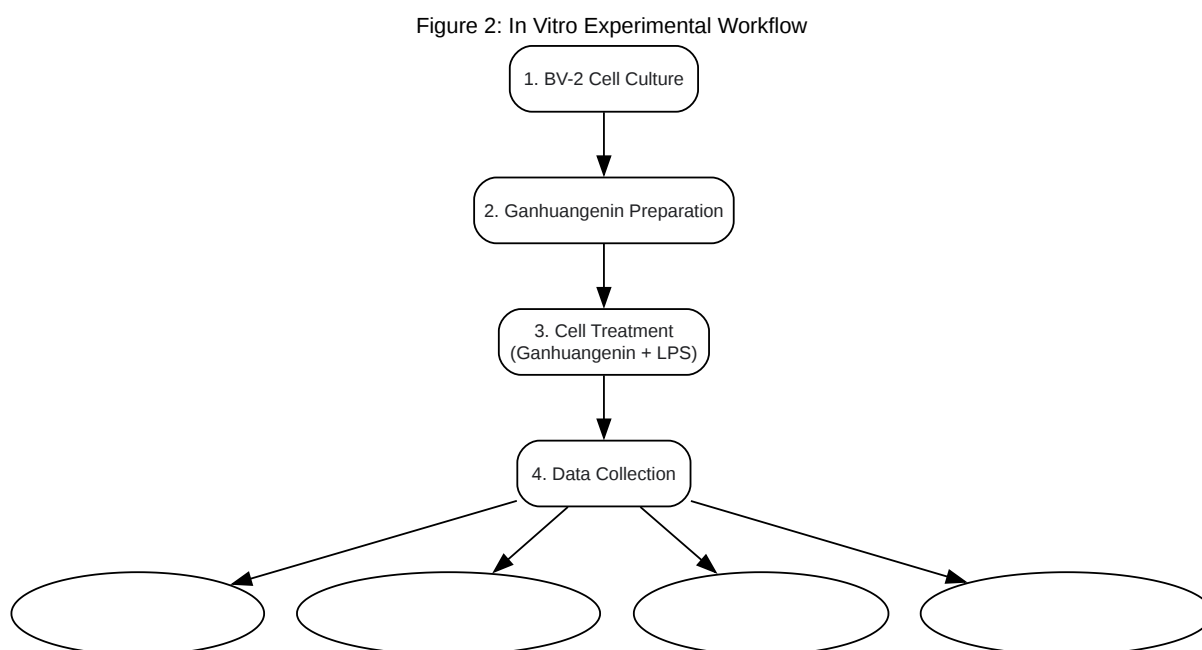 Figure 2: In Vitro Experimental Workflow
1. BV-2 Cell Culture
2. Ganhuangenin Preparation
3. Cell Treatment
(Ganhuangenin + LPS)
4. Data Collection